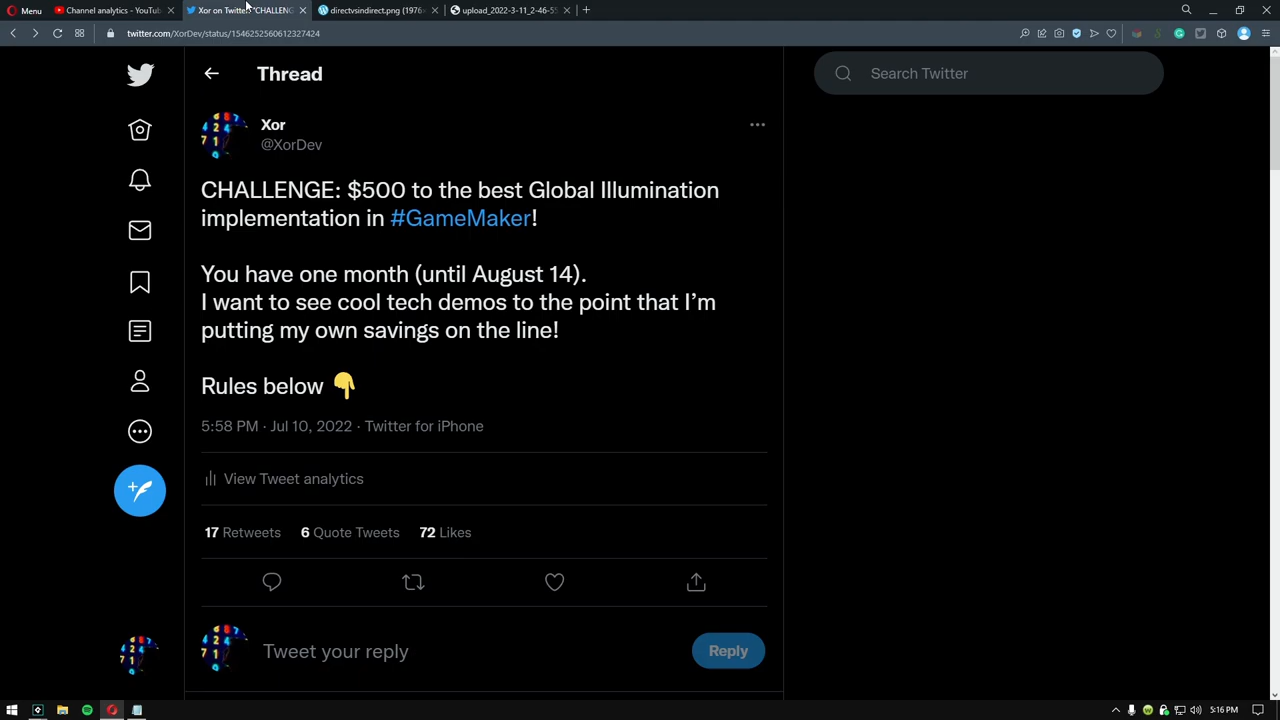 Menu
Channel analytics - YouTub
Xor on Twitter: "CHALLENG
directvsindirect.png (1976×
upload_2022-3-11_2-46-55
twitter.com/XorDev/status/1546252560612327424
Thread
Search Twitter
Xor
@XorDev
CHALLENGE: $500 to the best Global Illumination
implementation in #GameMaker!
You have one month (until August 14).
I want to see cool tech demos to the point that I'm
putting my own savings on the line!
Rules below 👇
5:58 PM · Jul 10, 2022 · Twitter for iPhone
View Tweet analytics
17 Retweets 6 Quote Tweets 72 Likes
Tweet your reply
Reply
5:16 PM